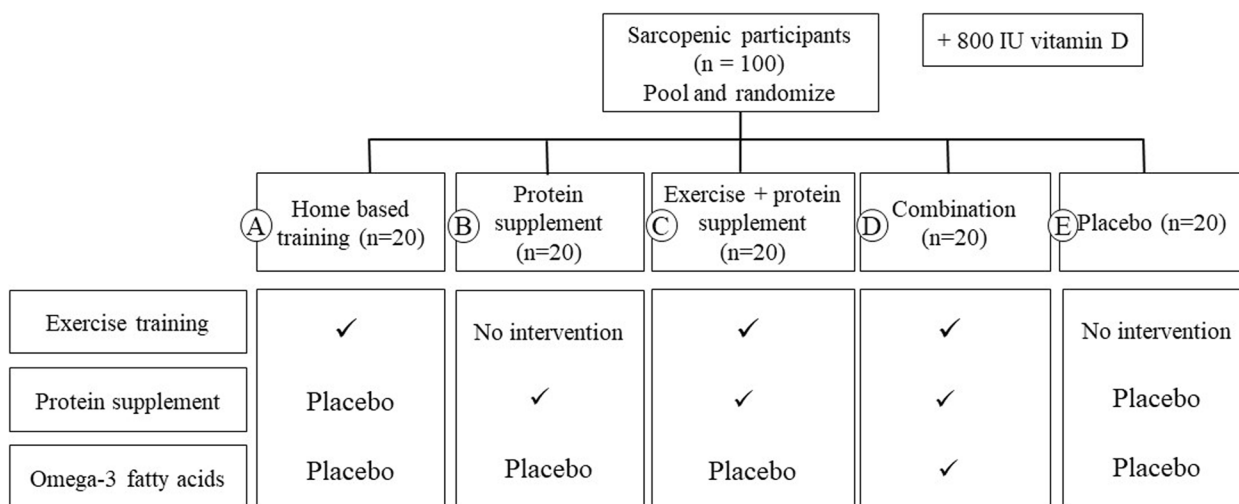 Sarcopenic participants
(n = 100)
Pool and randomize
+ 800 IU vitamin D
A
Home based
training (n=20)
B
Protein
supplement
(n=20)
C
Exercise + protein
supplement
(n=20)
D
Combination
(n=20)
E
Placebo (n=20)
Exercise training
✓
No intervention
✓
✓
No intervention
Protein supplement
Placebo
✓
✓
✓
Placebo
Omega-3 fatty acids
Placebo
Placebo
Placebo
✓
Placebo